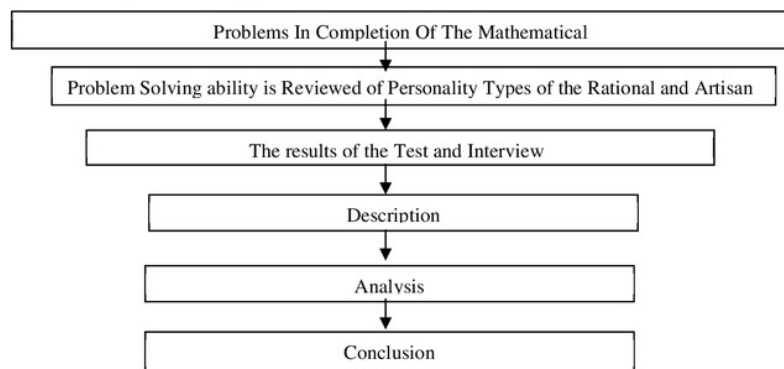 Problems In Completion Of The Mathematical
Problem Solving ability is Reviewed of Personality Types of the Rational and Artisan
The results of the Test and Interview
Description
Analysis
Conclusion